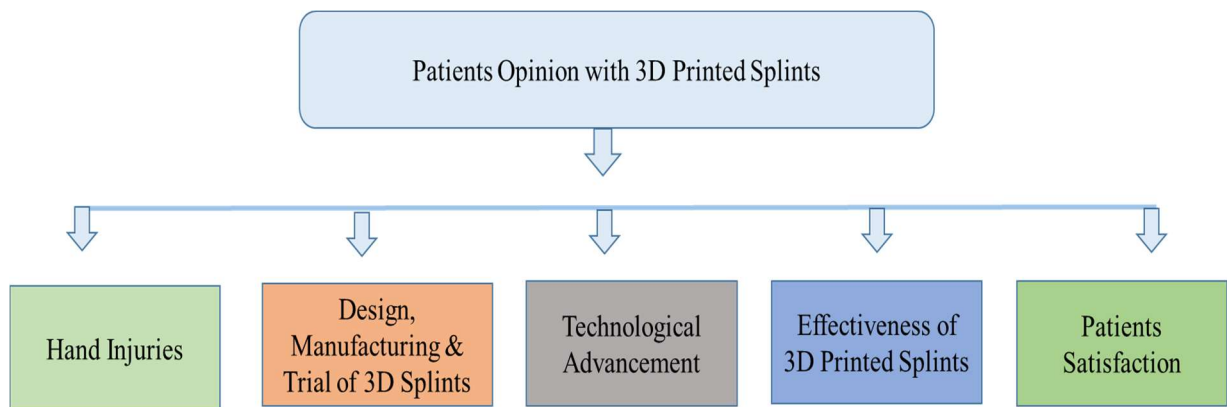 Patients Opinion with 3D Printed Splints
Hand Injuries
Design,
Manufacturing &
Trial of 3D Splints
Technological
Advancement
Effectiveness of
3D Printed Splints
Patients
Satisfaction